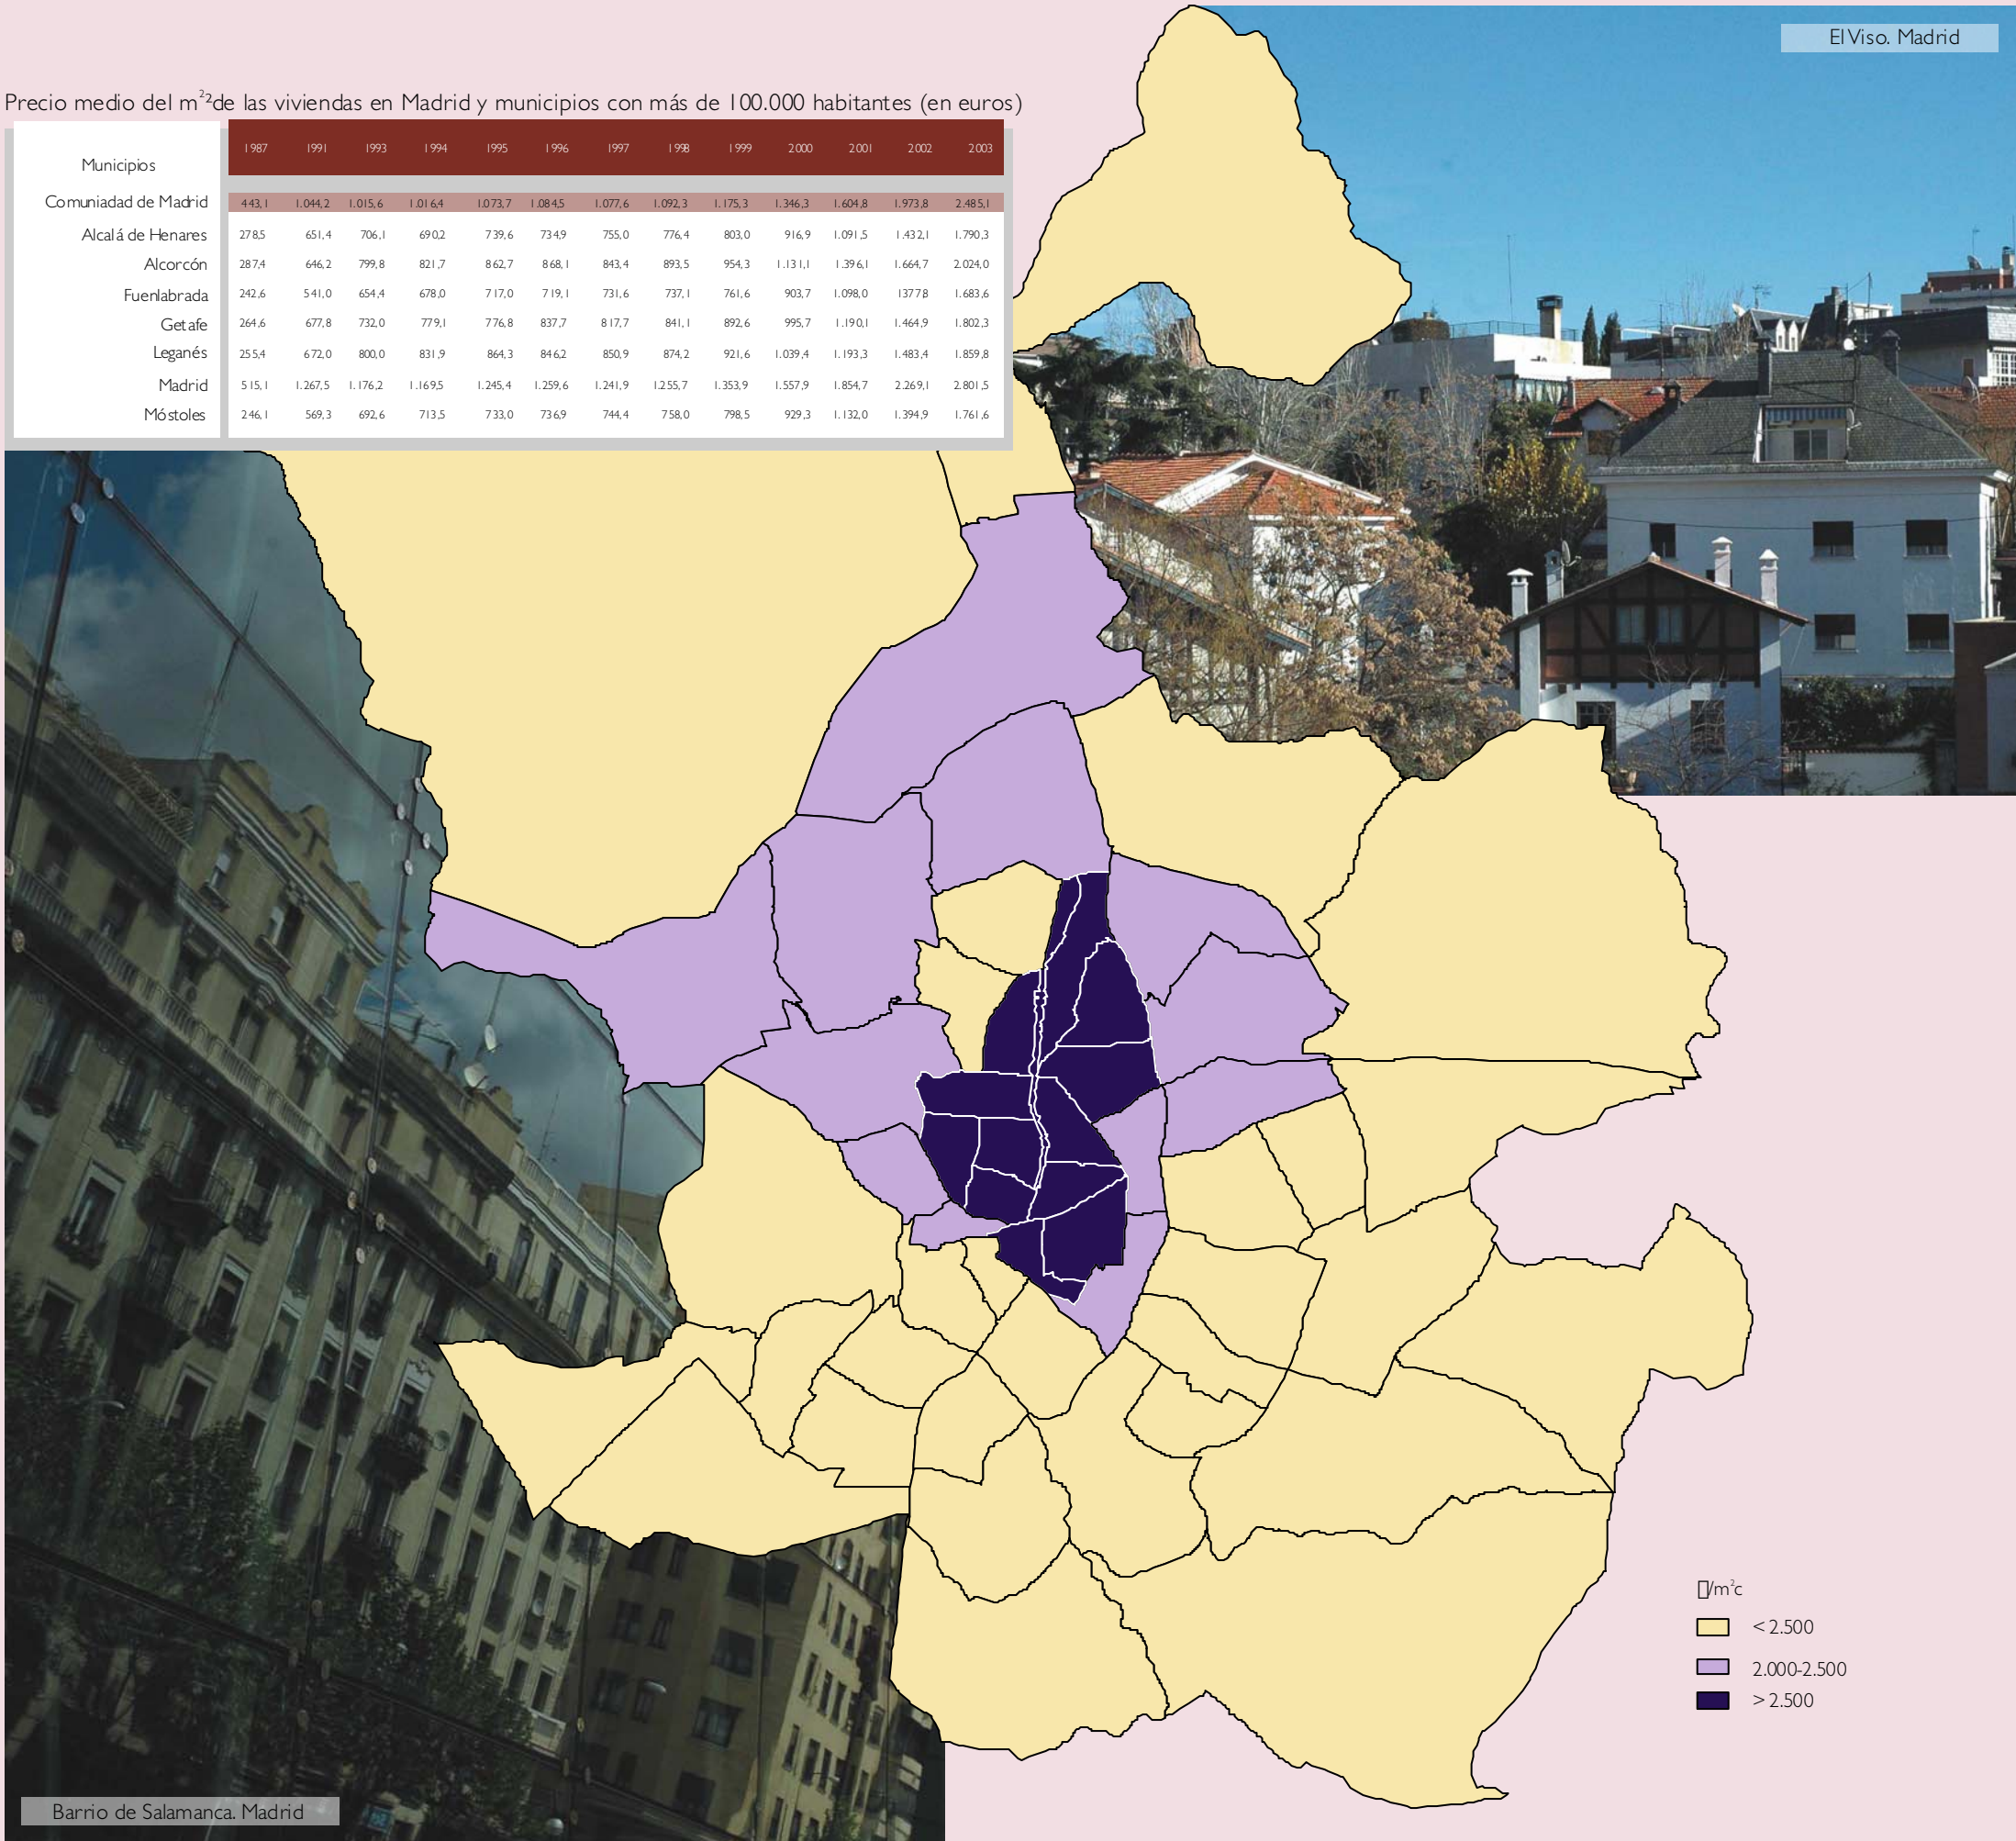 El Viso. Madrid
Precio medio del m²² de las viviendas en Madrid y municipios con más de 100.000 habitantes (en euros)
Municipios 1987 1991 1993 1994 1995 1996 1997 1998 1999 2000 2001 2002 2003
Comuniadad de Madrid 443,1 1.044,2 1.015,6 1.016,4 1.073,7 1.084,5 1.077,6 1.092,3 1.175,3 1.346,3 1.604,8 1.973,8 2.485,1
Alcalá de Henares 278,5 651,4 706,1 690,2 739,6 734,9 755,0 776,4 803,0 916,9 1.091,5 1.432,1 1.790,3
Alcorcón 287,4 646,2 799,8 821,7 862,7 868,1 843,4 893,5 954,3 1.131,1 1.396,1 1.664,7 2.024,0
Fuenlabrada 242,6 541,0 654,4 678,0 717,0 719,1 731,6 737,1 761,6 903,7 1.098,0 1377,8 1.683,6
Getafe 264,6 677,8 732,0 779,1 776,8 837,7 817,7 841,1 892,6 995,7 1.190,1 1.464,9 1.802,3
Leganés 255,4 672,0 800,0 831,9 864,3 846,2 850,9 874,2 921,6 1.039,4 1.193,3 1.483,4 1.859,8
Madrid 515,1 1.267,5 1.176,2 1.169,5 1.245,4 1.259,6 1.241,9 1.255,7 1.353,9 1.557,9 1.854,7 2.269,1 2.801,5
Móstoles 246,1 569,3 692,6 713,5 733,0 736,9 744,4 758,0 798,5 929,3 1.132,0 1.394,9 1.761,6
▯/m²c
< 2.500
2.000-2.500
> 2.500
Barrio de Salamanca. Madrid